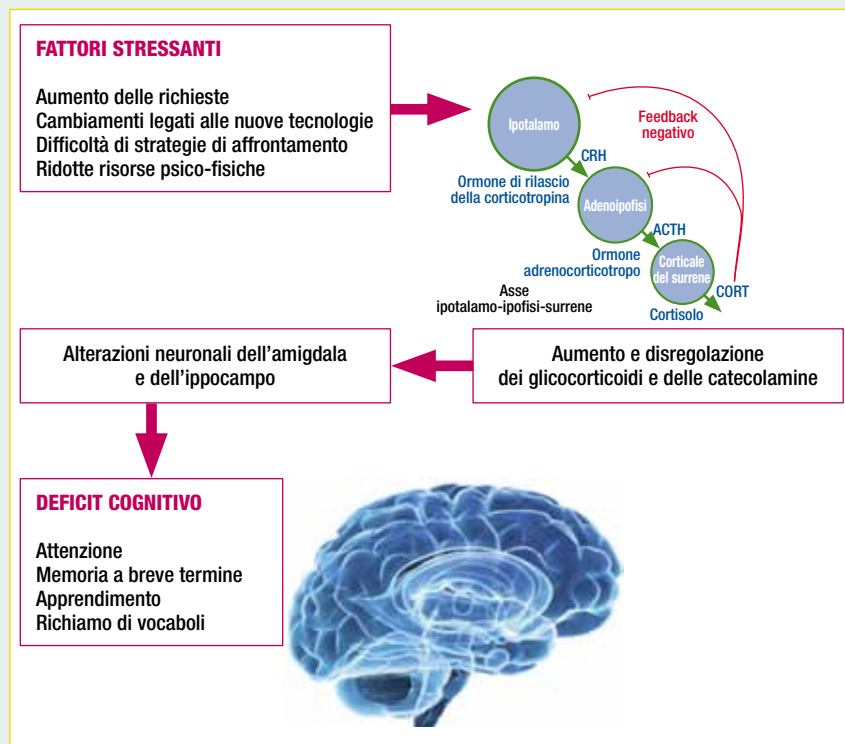 FATTORI STRESSANTI
Aumento delle richieste
Cambiamenti legati alle nuove tecnologie
Difficoltà di strategie di affrontamento
Ridotte risorse psico-fisiche
Ipotalamo
Feedback
negativo
CRH
Ormone di rilascio
della corticotropina
Adenoipofisi
ACTH
Ormone
adrenocorticotropo
Corticale
del surrene
CORT
Cortisolo
Asse
ipotalamo-ipofisi-surrene
Alterazioni neuronali dell'amigdala
e dell'ippocampo
Aumento e disregolazione
dei glicocorticoidi e delle catecolamine
DEFICIT COGNITIVO
Attenzione
Memoria a breve termine
Apprendimento
Richiamo di vocaboli